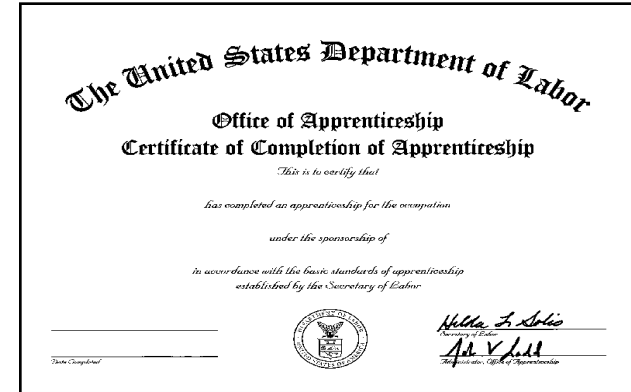 The United States Department of Labor
Office of Apprenticeship
Certificate of Completion of Apprenticeship
This is to certify that
has completed an apprenticeship for the occupation
under the sponsorship of
in accordance with the basic standards of apprenticeship
established by the Secretary of Labor
Hilda L. Solis
Secretary of Labor
Date Completed
Administrator, Office of Apprenticeship